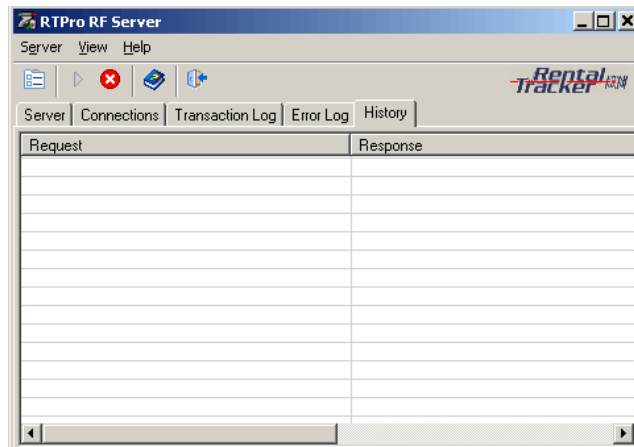 RTPro RF Server
Server View Help
Rental
Tracker
Server Connections Transaction Log Error Log History
Request Response